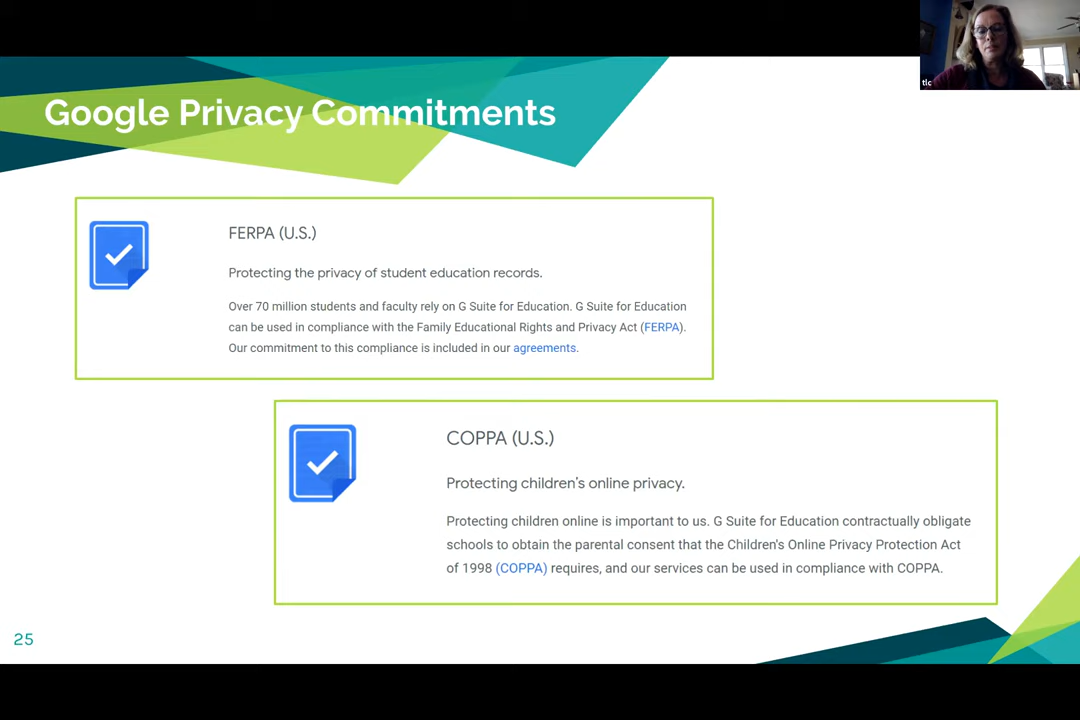 tlc
Google Privacy Commitments
FERPA (U.S.)
Protecting the privacy of student education records.
Over 70 million students and faculty rely on G Suite for Education. G Suite for Education
can be used in compliance with the Family Educational Rights and Privacy Act (FERPA).
Our commitment to this compliance is included in our agreements.
COPPA (U.S.)
Protecting children's online privacy.
Protecting children online is important to us. G Suite for Education contractually obligate
schools to obtain the parental consent that the Children's Online Privacy Protection Act
of 1998 (COPPA) requires, and our services can be used in compliance with COPPA.
25